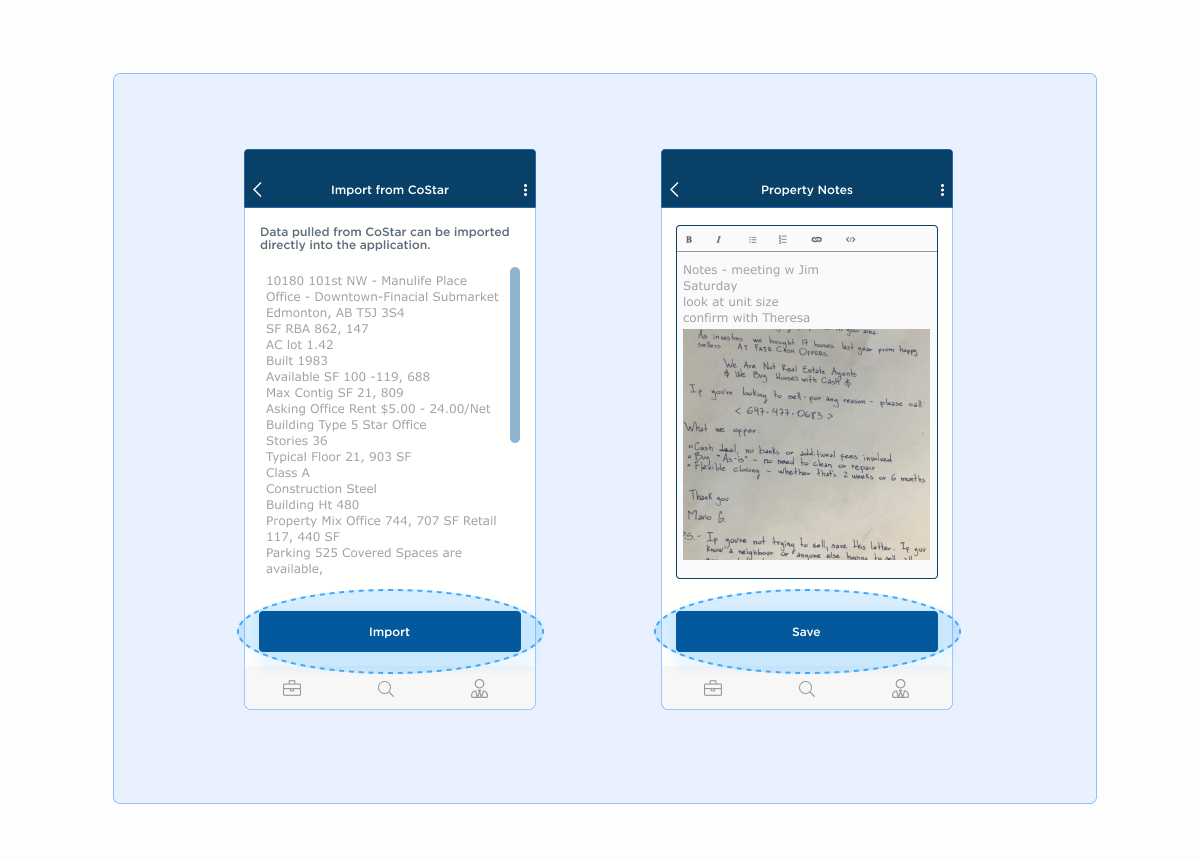 Import from CoStar
Data pulled from CoStar can be imported
directly into the application.
10180 101st NW - Manulife Place
Office - Downtown-Finacial Submarket
Edmonton, AB T5J 3S4
SF RBA 862, 147
AC lot 1.42
Built 1983
Available SF 100 -119, 688
Max Contig SF 21, 809
Asking Office Rent $5.00 - 24.00/Net
Building Type 5 Star Office
Stories 36
Typical Floor 21, 903 SF
Class A
Construction Steel
Building Ht 480
Property Mix Office 744, 707 SF Retail
117, 440 SF
Parking 525 Covered Spaces are
available,
Import
Property Notes
B I
Notes - meeting w Jim
Saturday
look at unit size
confirm with Theresa
your area.
As investors we bought 17 houses last year from happy
sellers AT FAIR CASH OFFERS.
We Are Not Real Estate Agents
$ We Buy Houses with Cash $
If you're looking to sell - for any reason - please call
< 647-477-0683 >
What we offer
Cash deal, no banks or additional fees involved
Buy "As-is" - no need to clean or repair
Flexible closing - whether that's 2 weeks or 6 months
Thank you
Mario G.
P.S. - If you're not trying to sell, save this letter. If you
know a neighbour or anyone else having to sell
Save